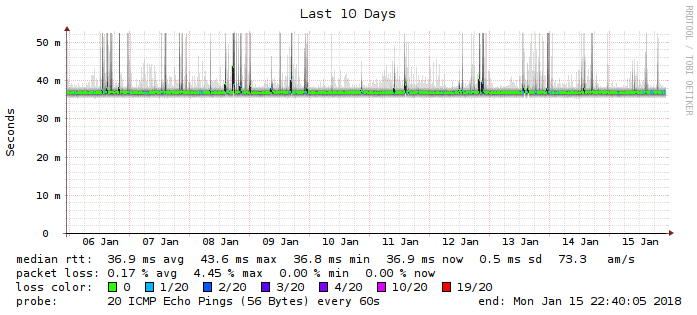 Last 10 Days
RRDTOOL / TOBI OETIKER
Seconds
50 m
40 m
30 m
20 m
10 m
0
06 Jan 07 Jan 08 Jan 09 Jan 10 Jan 11 Jan 12 Jan 13 Jan 14 Jan 15 Jan
median rtt: 36.9 ms avg 43.6 ms max 36.8 ms min 36.9 ms now 0.5 ms sd 73.3 am/s
packet loss: 0.17 % avg 4.45 % max 0.00 % min 0.00 % now
loss color: 0 1/20 2/20 3/20 4/20 10/20 19/20
probe: 20 ICMP Echo Pings (56 Bytes) every 60s end: Mon Jan 15 22:40:05 2018